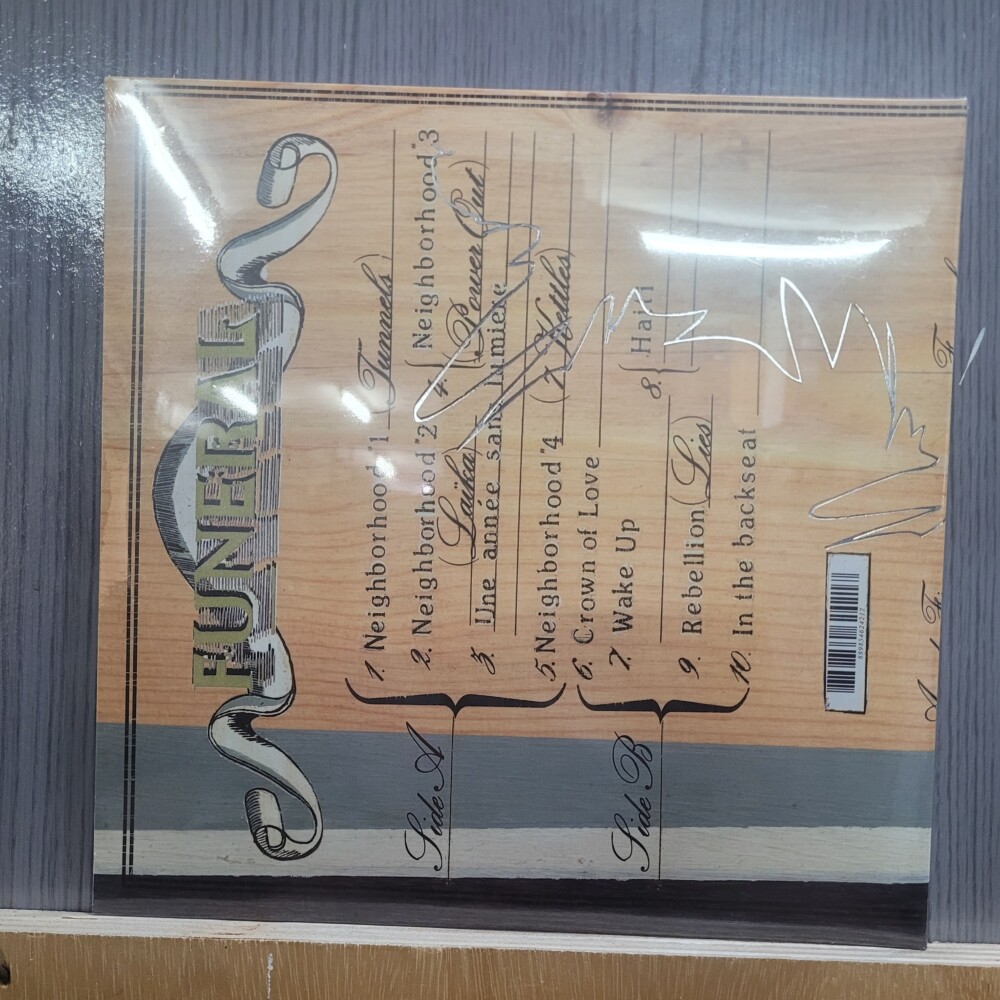 FUNERAL
Side A
1. Neighborhood #1 (Tunnels)
2. Neighborhood #2 (Laïka)
3. Une année sans lumière
4. Neighborhood #3 (Power Out)
5. Neighborhood #4 (7 Kettles)
6. Crown of Love
Side B
7. Wake Up
8. Haïti
9. Rebellion (Lies)
10. In the backseat